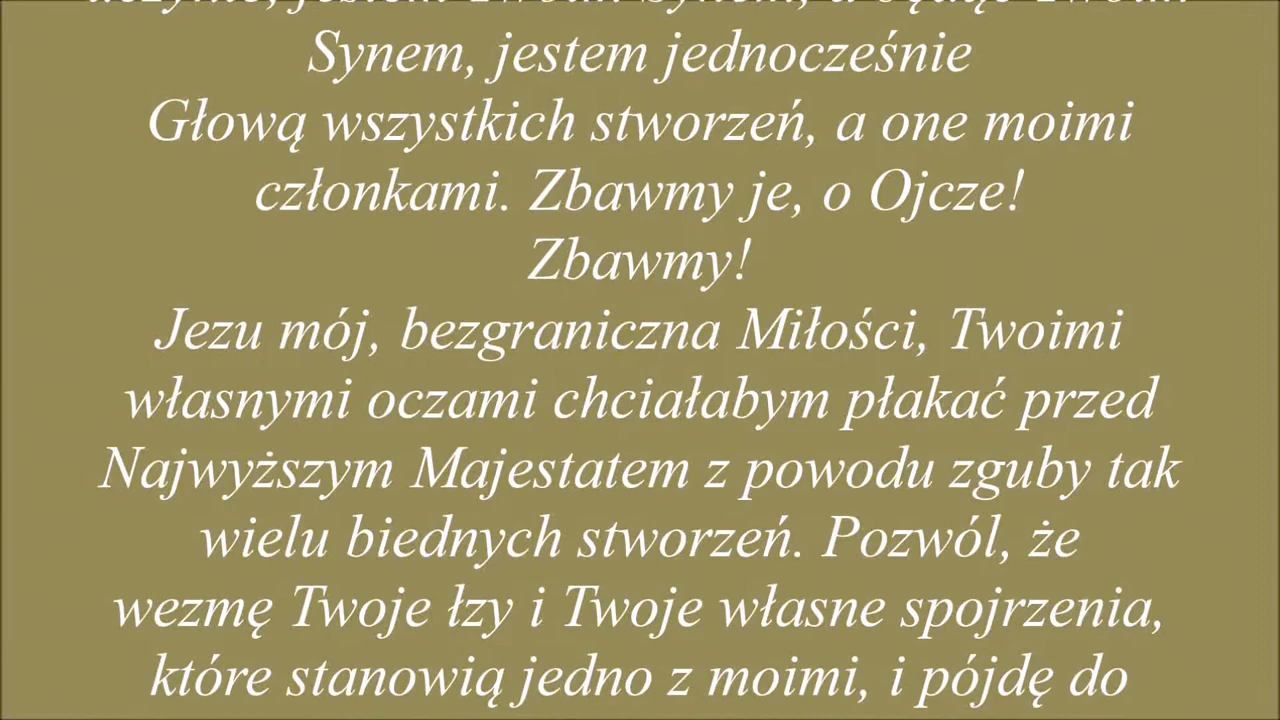 Synem, jestem jednocześnie
Głową wszystkich stworzeń, a one moimi
członkami. Zbawmy je, o Ojcze!
Zbawmy!
Jezu mój, bezgraniczna Miłości, Twoimi
własnymi oczami chciałabym płakać przed
Najwyższym Majestatem z powodu zguby tak
wielu biednych stworzeń. Pozwól, że
wezmę Twoje łzy i Twoje własne spojrzenia,
które stanowią jedno z moimi, i pójdę do